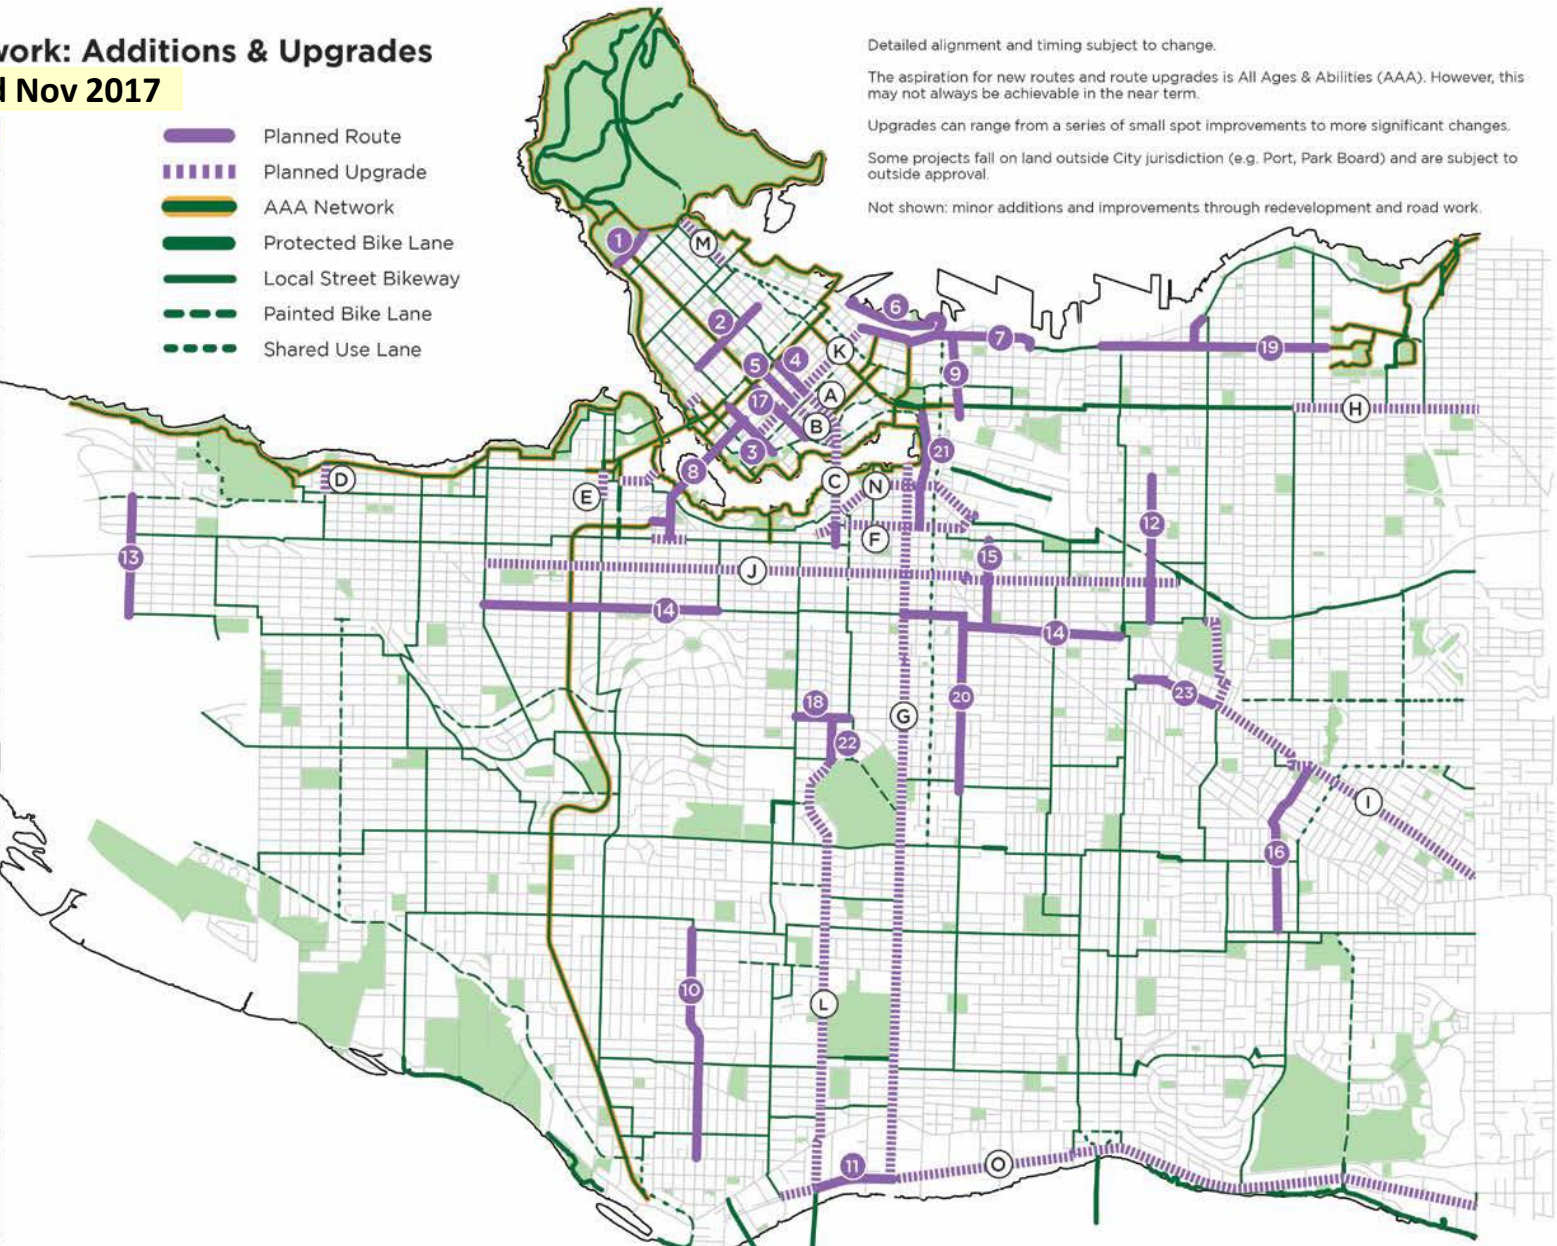 work: Additions & Upgrades
d Nov 2017
Planned Route
Planned Upgrade
AAA Network
Protected Bike Lane
Local Street Bikeway
Painted Bike Lane
Shared Use Lane
Detailed alignment and timing subject to change.
The aspiration for new routes and route upgrades is All Ages & Abilities (AAA). However, this
may not always be achievable in the near term.
Upgrades can range from a series of small spot improvements to more significant changes.
Some projects fall on land outside City jurisdiction (e.g. Port, Park Board) and are subject to
outside approval.
Not shown: minor additions and improvements through redevelopment and road work.
1
M
2
6
7
K
5
4
19
9
A
17
H
B
3
21
8
D
C
N
E
12
F
13
15
J
14
14
23
20
18
G
22
I
16
10
L
11
O